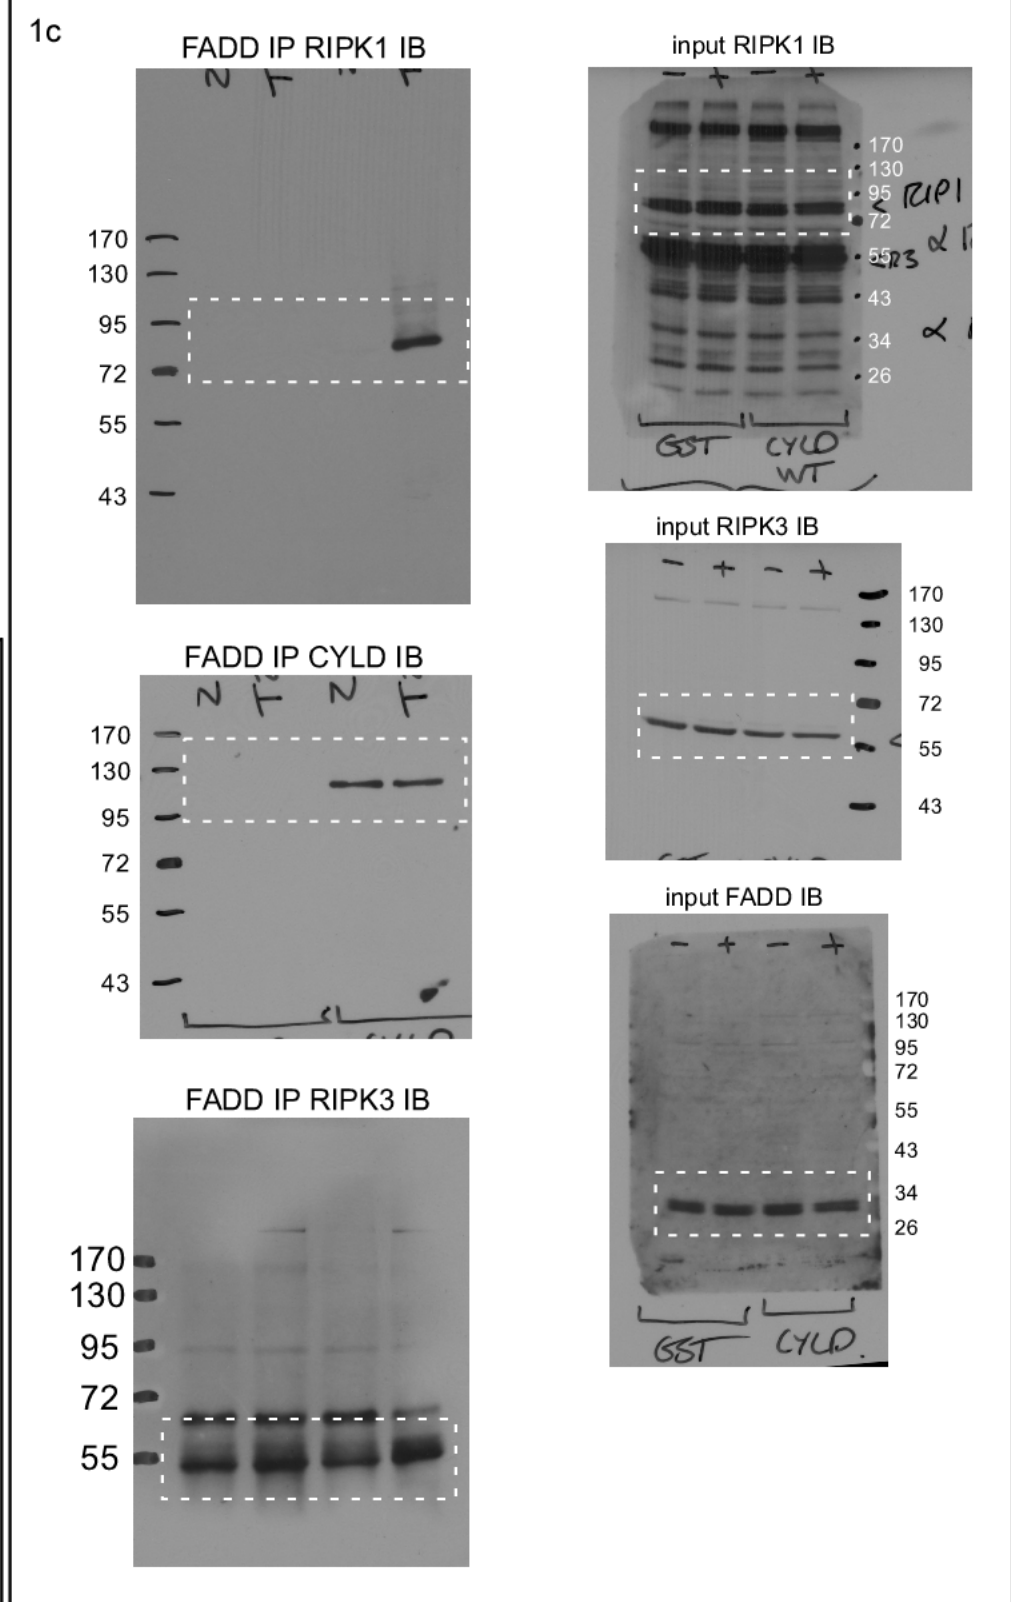 1c
FADD IP RIPK1 IB
N T T
170
130
95
72
55
43
FADD IP CYLD IB
N T N T
170
130
95
72
55
43
CYLD
FADD IP RIPK3 IB
170
130
95
72
55
input RIPK1 IB
- + - +
170
130
95
72
55
43
34
26
< RIP1
α
R3
α
GST CYLD
WT
input RIPK3 IB
- + - +
170
130
95
72
55
43
<
input FADD IB
- + - +
170
130
95
72
55
43
34
26
GST CYLD.